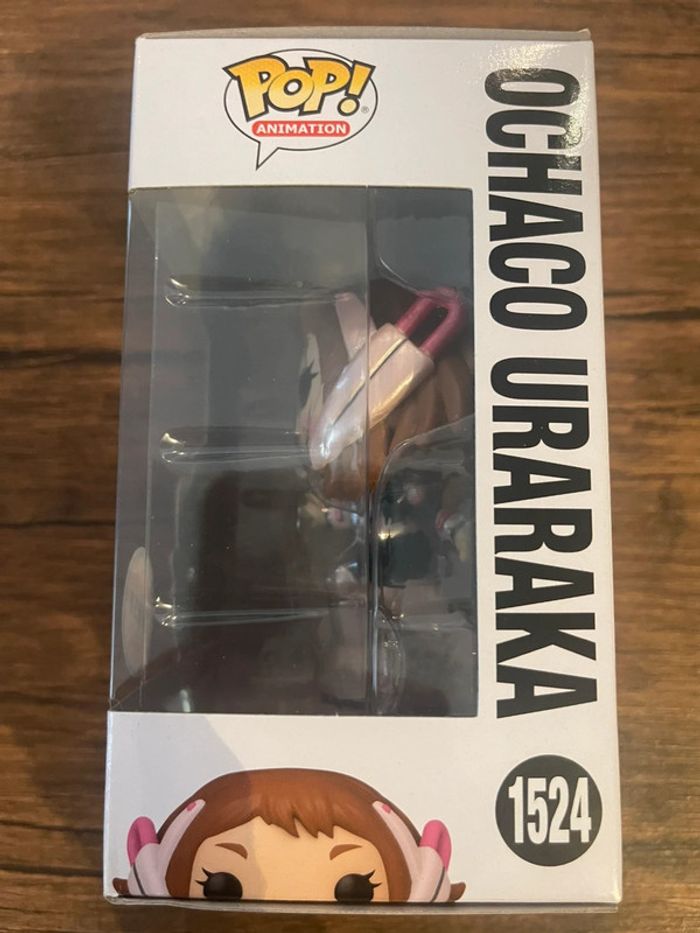 POP!
ANIMATION
OCHACO URARAKA
1524